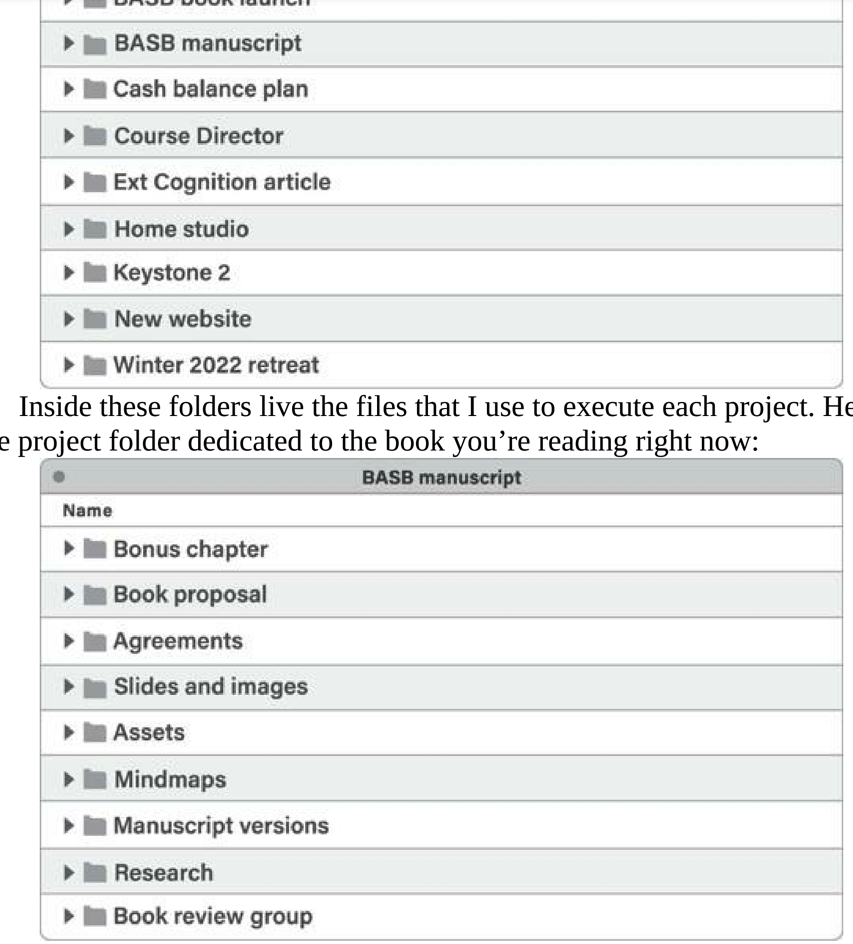 BASB book launch
BASB manuscript
Cash balance plan
Course Director
Ext Cognition article
Home studio
Keystone 2
New website
Winter 2022 retreat
Inside these folders live the files that I use to execute each project. He
e project folder dedicated to the book you’re reading right now:
BASB manuscript
Name
Bonus chapter
Book proposal
Agreements
Slides and images
Assets
Mindmaps
Manuscript versions
Research
Book review group